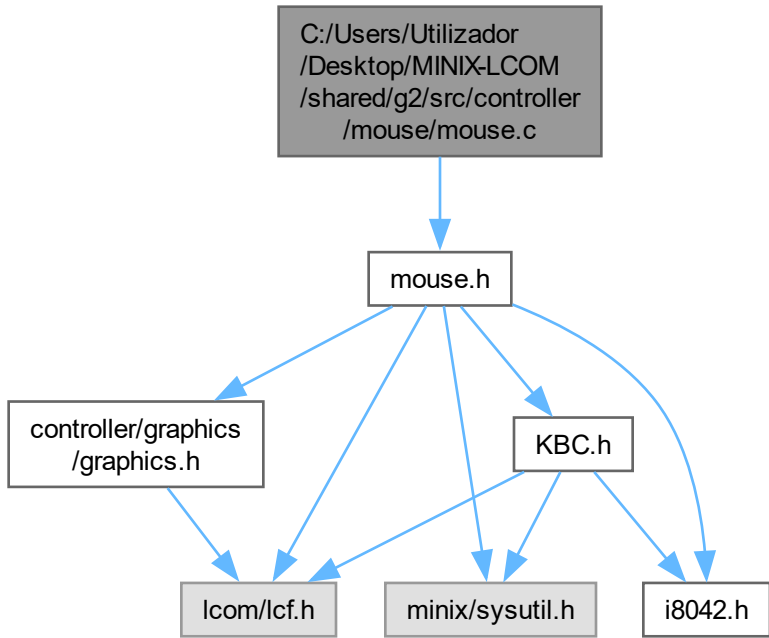 C:/Users/Utilizador
/Desktop/MINIX-LCOM
/shared/g2/src/controller
/mouse/mouse.c
mouse.h
controller/graphics
/graphics.h
KBC.h
lcom/lcf.h
minix/sysutil.h
i8042.h